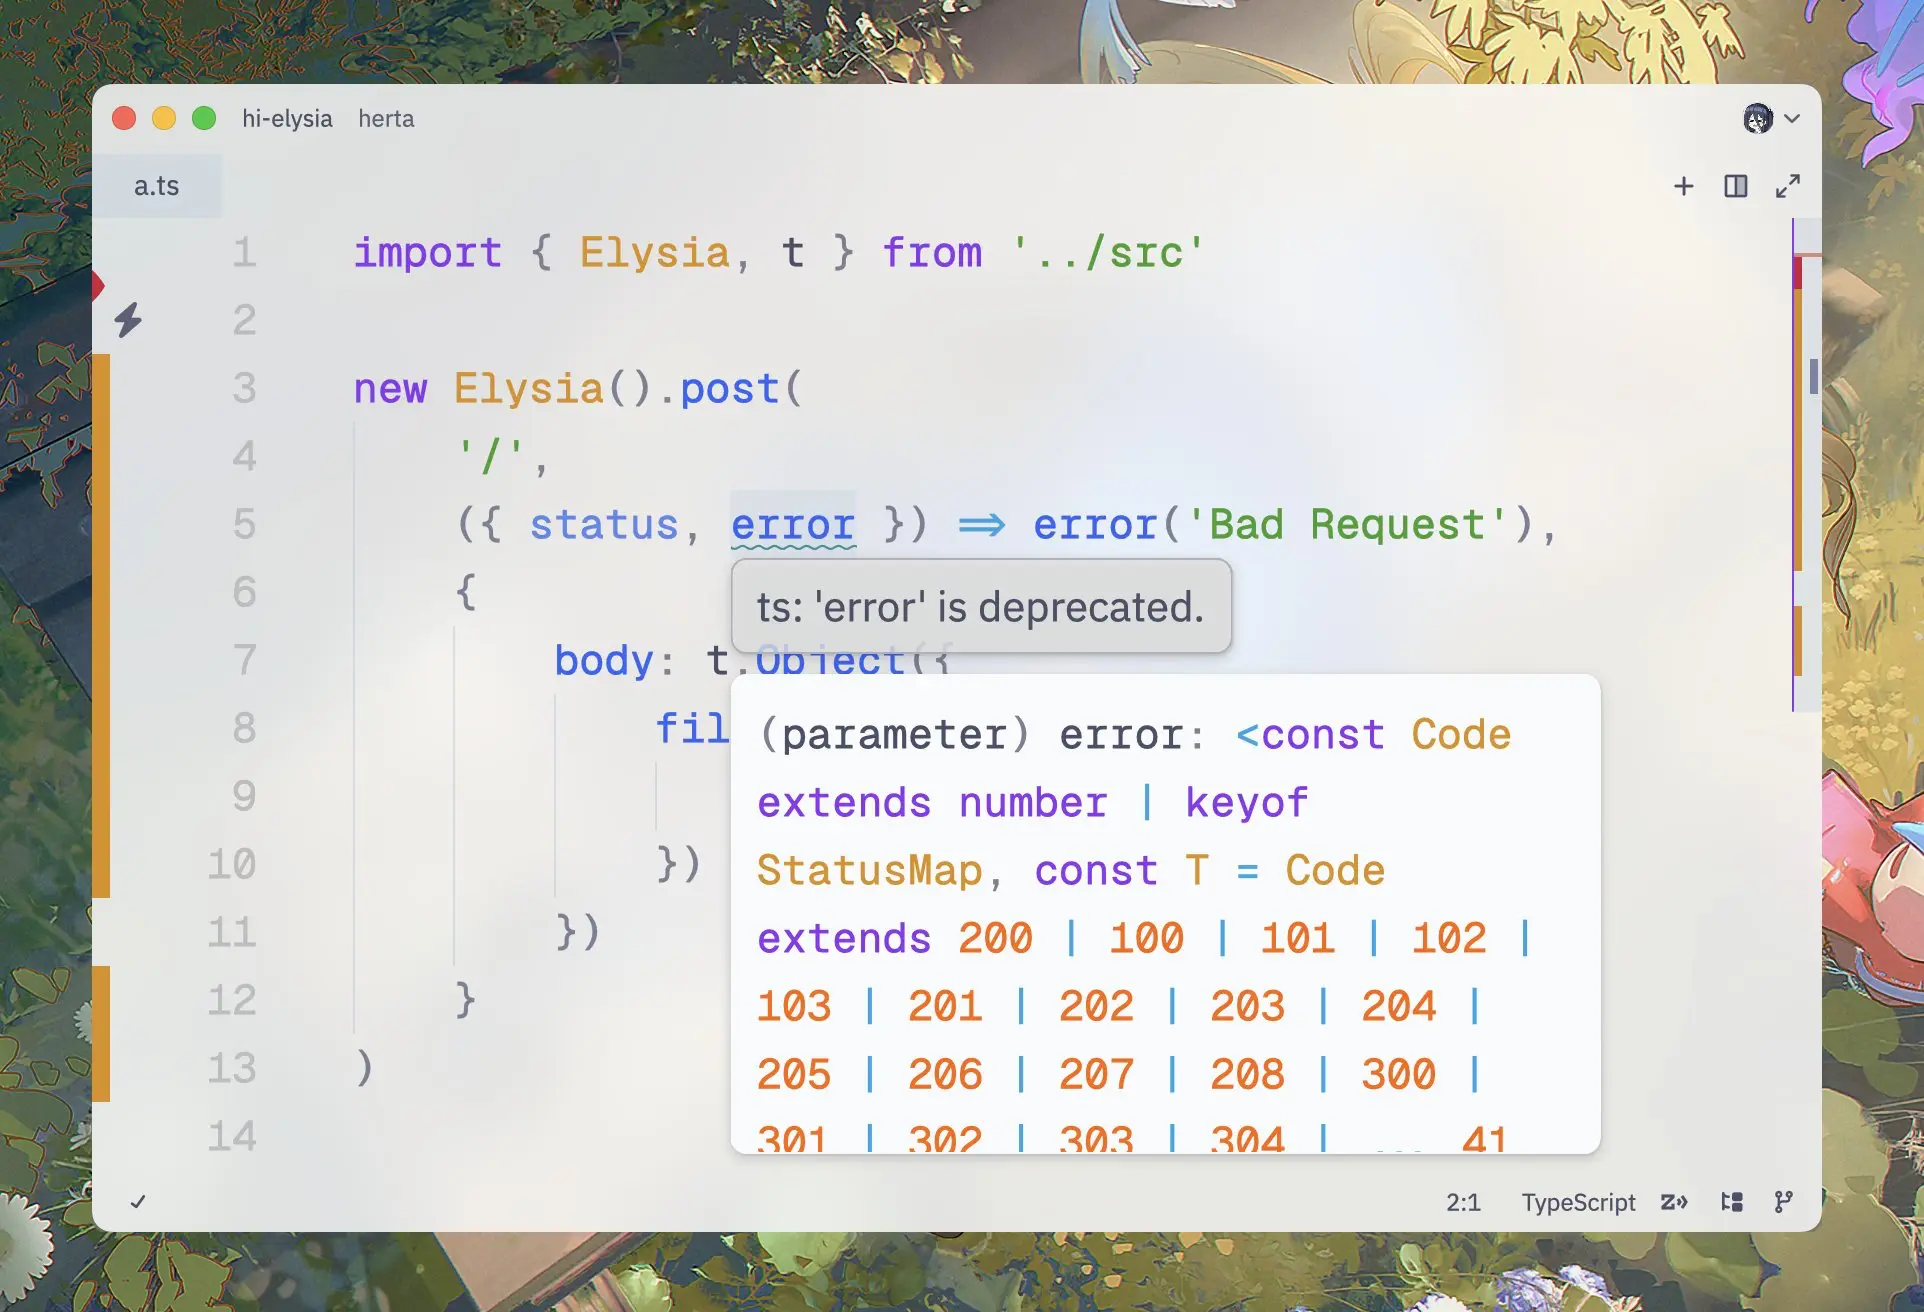 hi-elysia herta
a.ts
1 import { Elysia, t } from '../src'
2
3 new Elysia().post(
4 '/',
5 ({ status, error }) => error('Bad Request'),
6 {
ts: 'error' is deprecated.
7 body: t.Object({
8 fil
(parameter) error: <const Code
extends number | keyof
StatusMap, const T = Code
extends 200 | 100 | 101 | 102 |
103 | 201 | 202 | 203 | 204 |
205 | 206 | 207 | 208 | 300 |
301 | 302 | 303 | 304 | ... 41
9
10 })
11 })
12 }
13 )
14
2:1 TypeScript